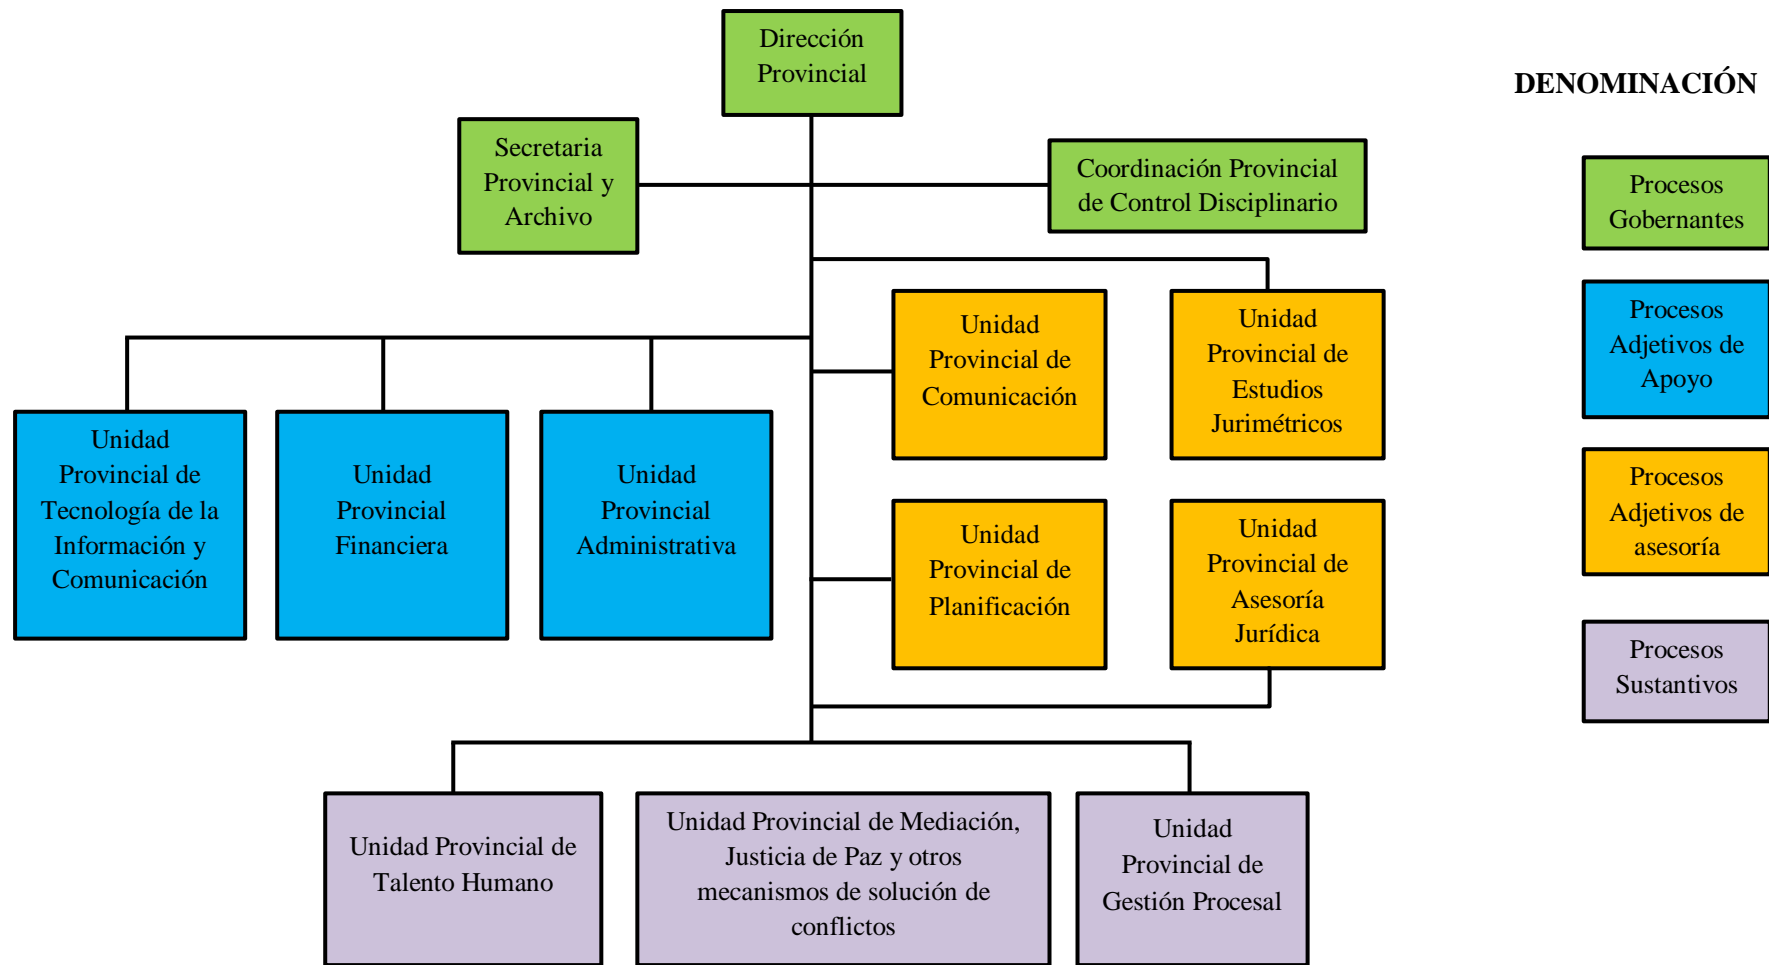 Dirección
Provincial
DENOMINACIÓN
Secretaria
Provincial y
Archivo
Coordinación Provincial
de Control Disciplinario
Procesos
Gobernantes
Unidad
Provincial de
Comunicación
Unidad
Provincial de
Estudios
Jurimétricos
Procesos
Adjetivos de
Apoyo
Unidad
Provincial de
Tecnología de la
Información y
Comunicación
Unidad
Provincial
Financiera
Unidad
Provincial
Administrativa
Unidad
Provincial de
Planificación
Unidad
Provincial de
Asesoría
Jurídica
Procesos
Adjetivos de
asesoría
Procesos
Sustantivos
Unidad Provincial de
Talento Humano
Unidad Provincial de Mediación,
Justicia de Paz y otros
mecanismos de solución de
conflictos
Unidad
Provincial de
Gestión Procesal